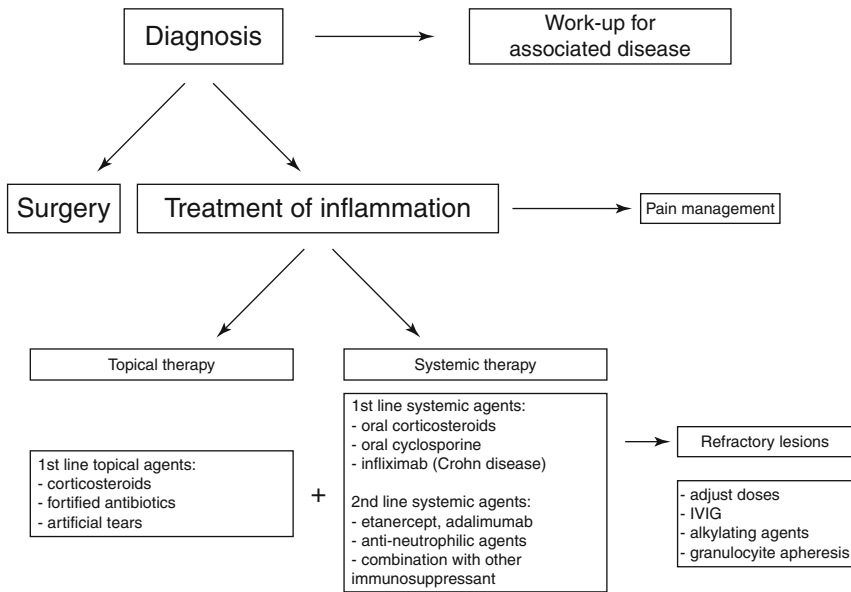 Diagnosis
Work-up for
associated disease
Surgery
Treatment of inflammation
Pain management
Topical therapy
Systemic therapy
1st line topical agents:
- corticosteroids
- fortified antibiotics
- artificial tears
+
1st line systemic agents:
- oral corticosteroids
- oral cyclosporine
- infliximab (Crohn disease)
2nd line systemic agents:
- etanercept, adalimumab
- anti-neutrophilic agents
- combination with other
immunosuppressant
Refractory lesions
- adjust doses
- IVIG
- alkylating agents
- granulocyte apheresis